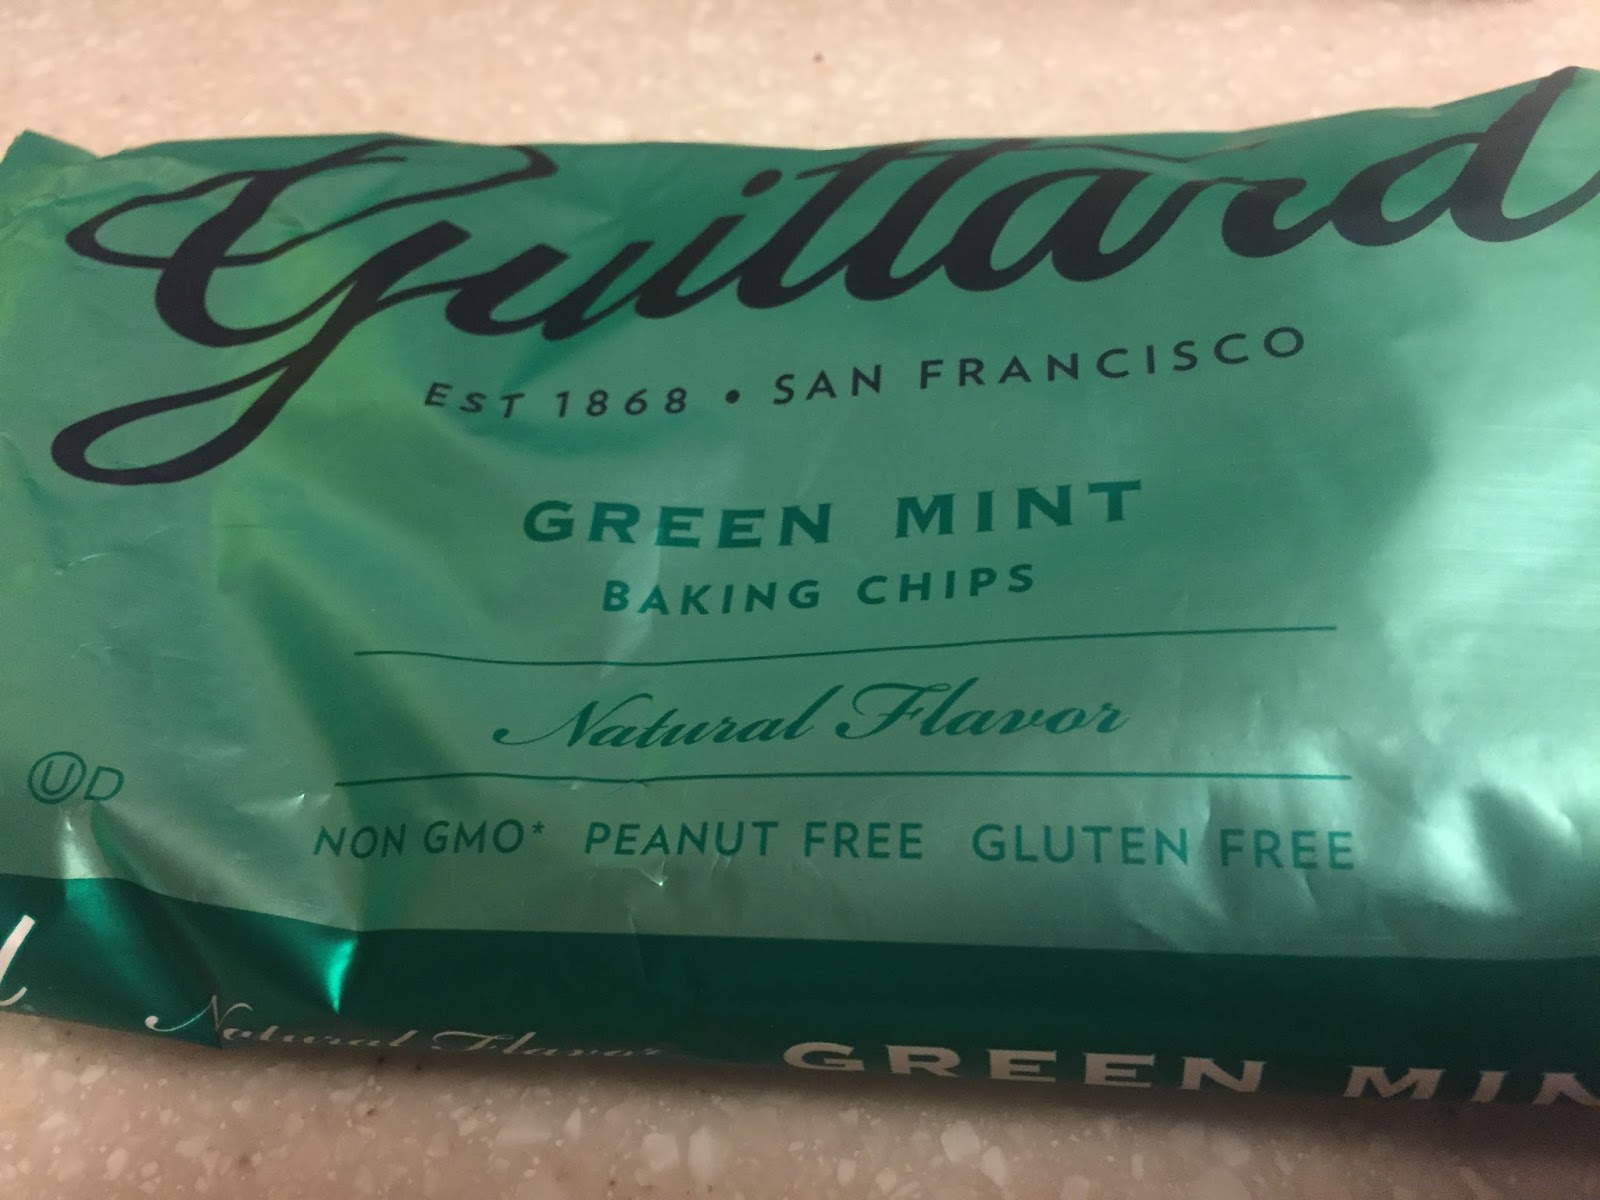 Guittard
EST 1868 • SAN FRANCISCO
GREEN MINT
BAKING CHIPS
Natural Flavor
UD
NON GMO* PEANUT FREE GLUTEN FREE
Natural Flavor GREEN MIN